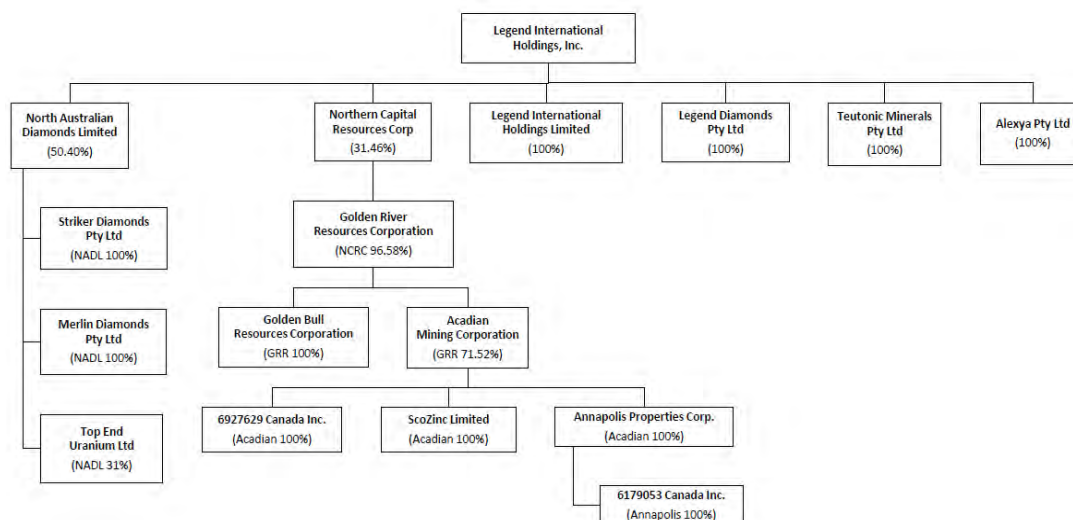 Legend International
Holdings, Inc.
North Australian
Diamonds Limited
(50.40%)
Northern Capital
Resources Corp
(31.46%)
Legend International
Holdings Limited
(100%)
Legend Diamonds
Pty Ltd
(100%)
Teutonic Minerals
Pty Ltd
(100%)
Alexya Pty Ltd
(100%)
Striker Diamonds
Pty Ltd
(NADL 100%)
Golden River
Resources Corporation
(NCRC 96.58%)
Merlin Diamonds
Pty Ltd
(NADL 100%)
Golden Bull
Resources Corporation
(GRR 100%)
Acadian
Mining Corporation
(GRR 71.52%)
Top End
Uranium Ltd
(NADL 31%)
6927629 Canada Inc.
(Acadian 100%)
ScoZinc Limited
(Acadian 100%)
Annapolis Properties Corp.
(Acadian 100%)
6179053 Canada Inc.
(Annapolis 100%)